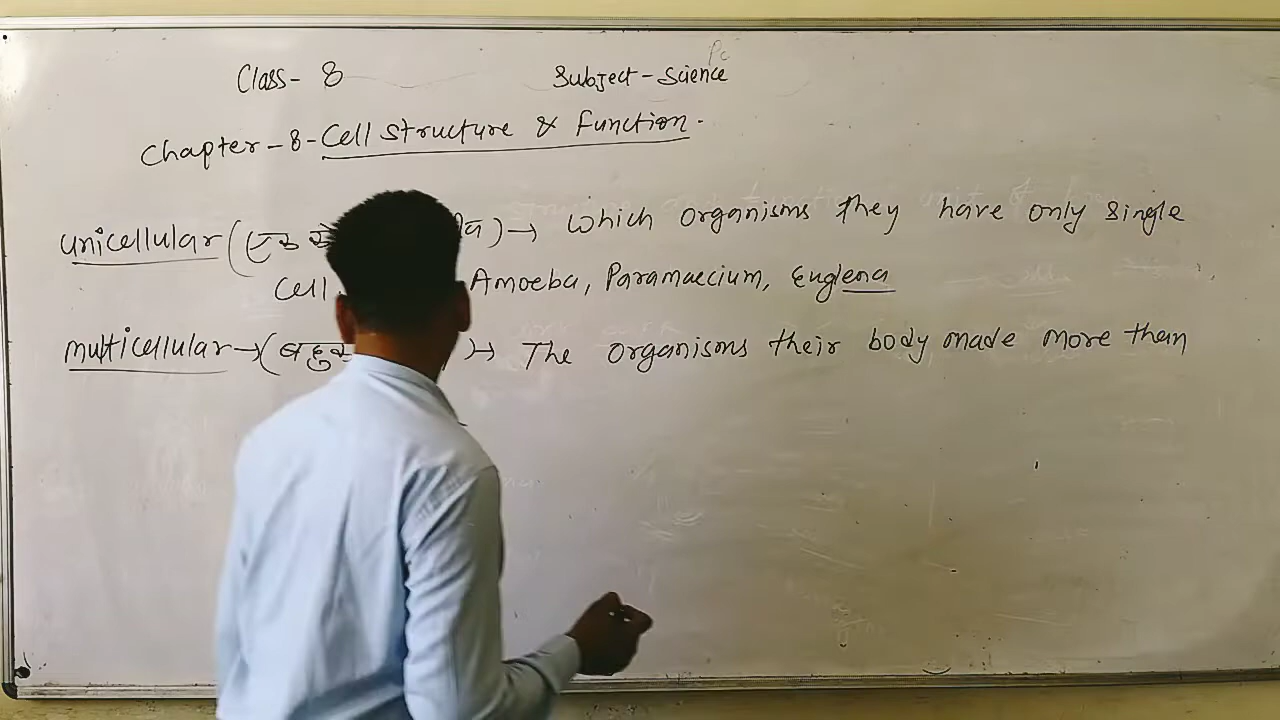 Class- 8 Subject-Science
Chapter-8-Cell Structure & Function.
unicellular (एक → Which organisms they have only single
Cell. Amoeba, Paramaecium, Euglena
multicellular→( → The organisms their body made more than